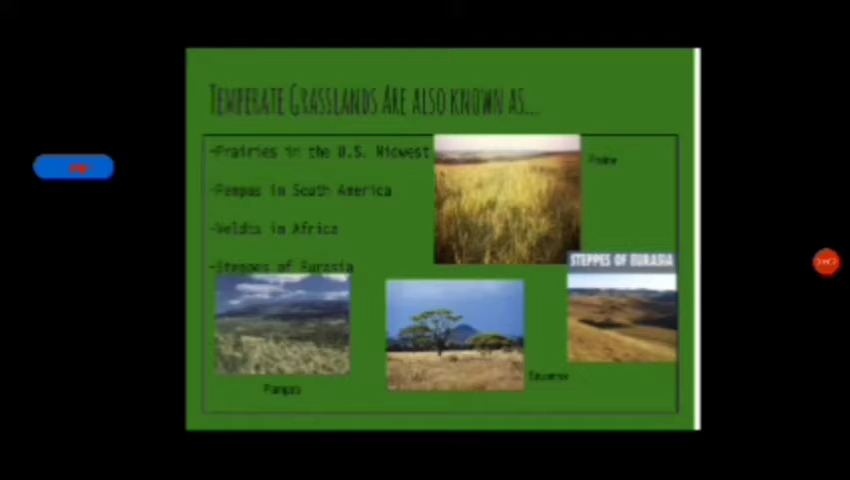 Temperate Grasslands Are also known as...
-Prairies in the U.S. Midwest
-Pampas in South America
-Veldts in Africa
-Steppes of Eurasia
Prairie
STEPPES OF EURASIA
Savanna
Pampas